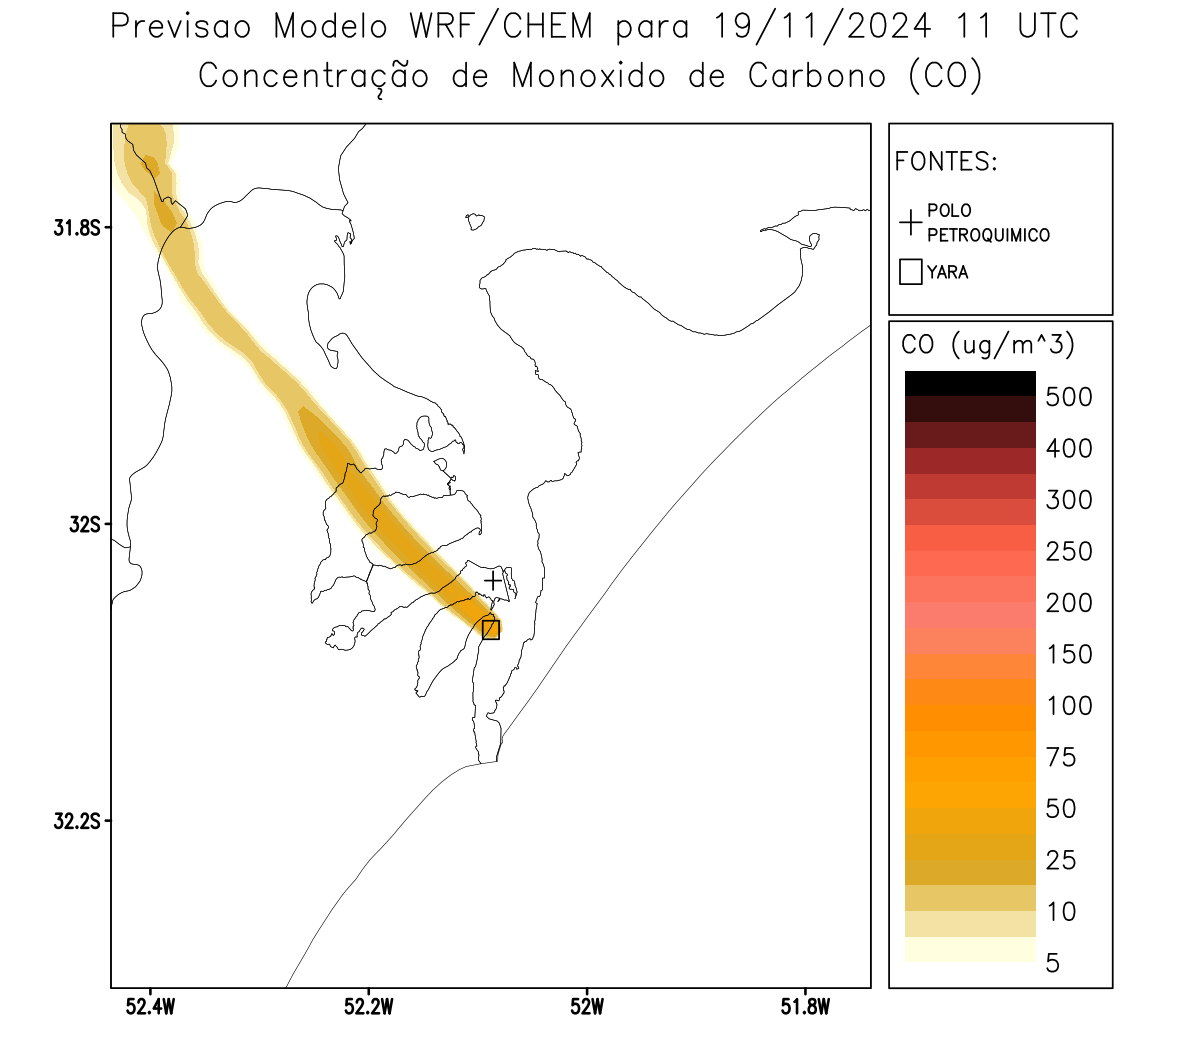 Previsao Modelo WRF/CHEM para 19/11/2024 11 UTC
Concentração de Monoxido de Carbono (CO)
FONTES:
POLO
PETROQUIMICO
YARA
CO (ug/m^3)
500
400
300
250
200
150
100
75
50
25
10
5
31.8S
32S
32.2S
52.4W
52.2W
52W
51.8W